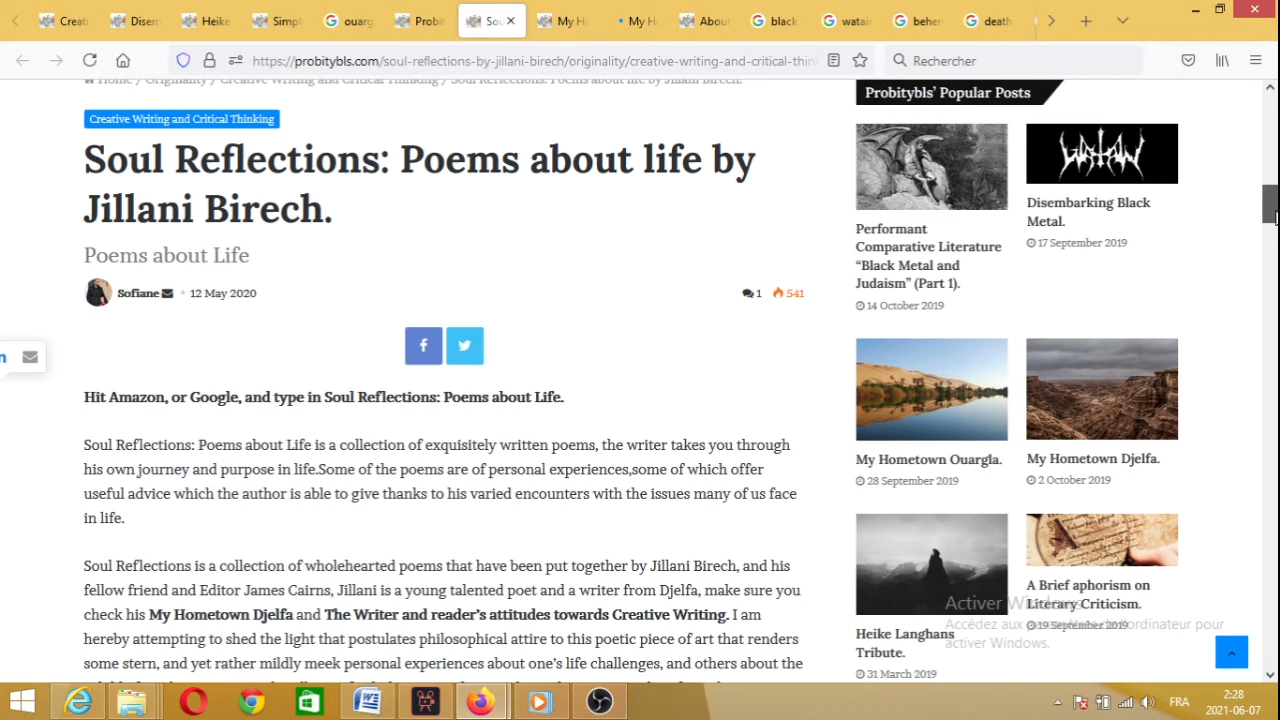 Creati
Disem
Heike
Simpl
ouarg
Probit
Sou
My H
My H
About
black
watai
behe
death
https://probitybls.com/soul-reflections-by-jillani-birech/originality/creative-writing-and-critical-thin
Rechercher
Home / Originality / Creative Writing and Critical Thinking / Soul Reflections: Poems about life by Jillani Birech.
Creative Writing and Critical Thinking
Soul Reflections: Poems about life by
Jillani Birech.
Poems about Life
Sofiane
12 May 2020
1
541
f
n
Hit Amazon, or Google, and type in Soul Reflections: Poems about Life.
Soul Reflections: Poems about Life is a collection of exquisitely written poems, the writer takes you through
his own journey and purpose in life.Some of the poems are of personal experiences,some of which offer
useful advice which the author is able to give thanks to his varied encounters with the issues many of us face
in life.
Soul Reflections is a collection of wholehearted poems that have been put together by Jillani Birech, and his
fellow friend and Editor James Cairns, Jillani is a young talented poet and a writer from Djelfa, make sure you
check his My Hometown Djelfa and The Writer and reader's attitudes towards Creative Writing. I am
hereby attempting to shed the light that postulates philosophical attire to this poetic piece of art that renders
some stern, and yet rather mildly meek personal experiences about one's life challenges, and others about the
Probitybls' Popular Posts
WATAIN
Performant
Comparative Literature
"Black Metal and
Judaism" (Part 1).
14 October 2019
Disembarking Black
Metal.
17 September 2019
My Hometown Ouargla.
28 September 2019
My Hometown Djelfa.
2 October 2019
Heike Langhans
Tribute.
31 March 2019
A Brief aphorism on
Literary Criticism.
19 September 2019
Activer Windows
Accédez aux de l'ordinateur pour
activer Windows.
FRA
2:28
2021-06-07